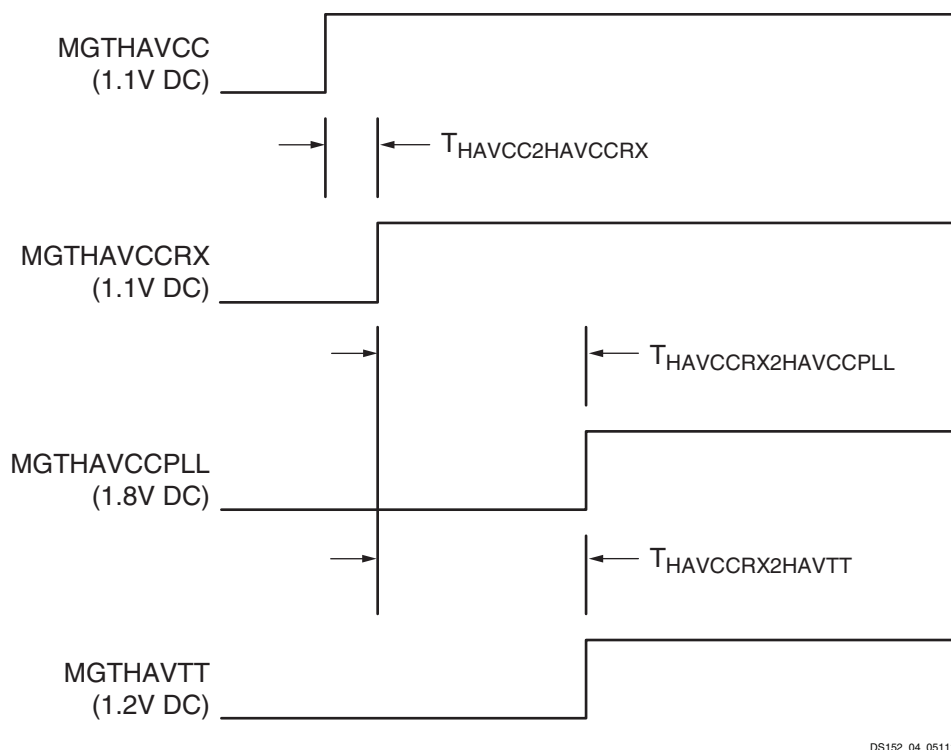 MGTHAVCC
(1.1V DC)
THAVCC2HAVCCRX
MGTHAVCCRX
(1.1V DC)
THAVCCRX2HAVCCPLL
MGTHAVCCPLL
(1.8V DC)
THAVCCRX2HAVTT
MGTHAVTT
(1.2V DC)
DS152_04_0511